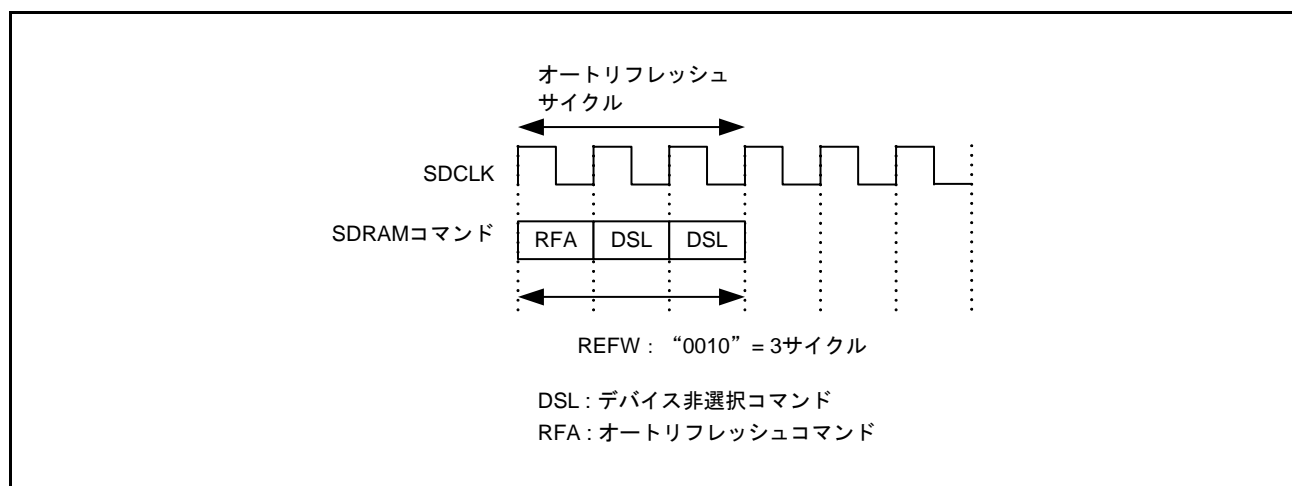 オートリフレッシュ
サイクル
SDCLK
SDRAMコマンド
RFA DSL DSL
REFW : “0010” = 3サイクル
DSL : デバイス非選択コマンド
RFA : オートリフレッシュコマンド